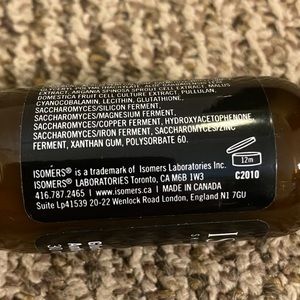 GLYCERYL POLYMETHACRYLATE,
EXTRACT, ARGANIA SPINOSA SPROUT CELL EXTRACT, MALUS
DOMESTICA FRUIT CELL CULTURE EXTRACT, PULLULAN,
CYANOCOBALAMIN, LECITHIN, GLUTATHIONE,
SACCHAROMYCES/SILICON FERMENT,
SACCHAROMYCES/MAGNESIUM FERMENT,
SACCHAROMYCES/COPPER FERMENT, HYDROXYACETOPHENONE
SACCHAROMYCES/IRON FERMENT, SACCHAROMYCES/ZINC
FERMENT, XANTHAN GUM, POLYSORBATE 60.
12m
ISOMERS® is a trademark of Isomers Laboratories Inc.
ISOMERS® LABORATORIES Toronto, CA M6B 1W3
416.787.2465 | www.isomers.ca | MADE IN CANADA
Suite Lp41539 20-22 Wenlock Road London, England N1 7GU
C2010